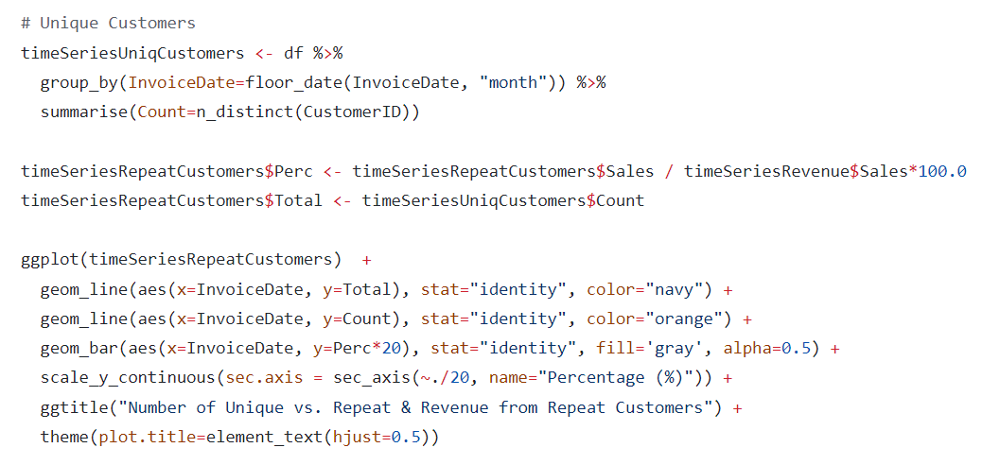 # Unique Customers
timeSeriesUniqCustomers <- df %>%
  group_by(InvoiceDate=floor_date(InvoiceDate, "month")) %>%
  summarise(Count=n_distinct(CustomerID))

timeSeriesRepeatCustomers$Perc <- timeSeriesRepeatCustomers$Sales / timeSeriesRevenue$Sales*100.0
timeSeriesRepeatCustomers$Total <- timeSeriesUniqCustomers$Count

ggplot(timeSeriesRepeatCustomers)  +
  geom_line(aes(x=InvoiceDate, y=Total), stat="identity", color="navy") +
  geom_line(aes(x=InvoiceDate, y=Count), stat="identity", color="orange") +
  geom_bar(aes(x=InvoiceDate, y=Perc*20), stat="identity", fill='gray', alpha=0.5) +
  scale_y_continuous(sec.axis = sec_axis(~./20, name="Percentage (%)")) +
  ggtitle("Number of Unique vs. Repeat & Revenue from Repeat Customers") +
  theme(plot.title=element_text(hjust=0.5))